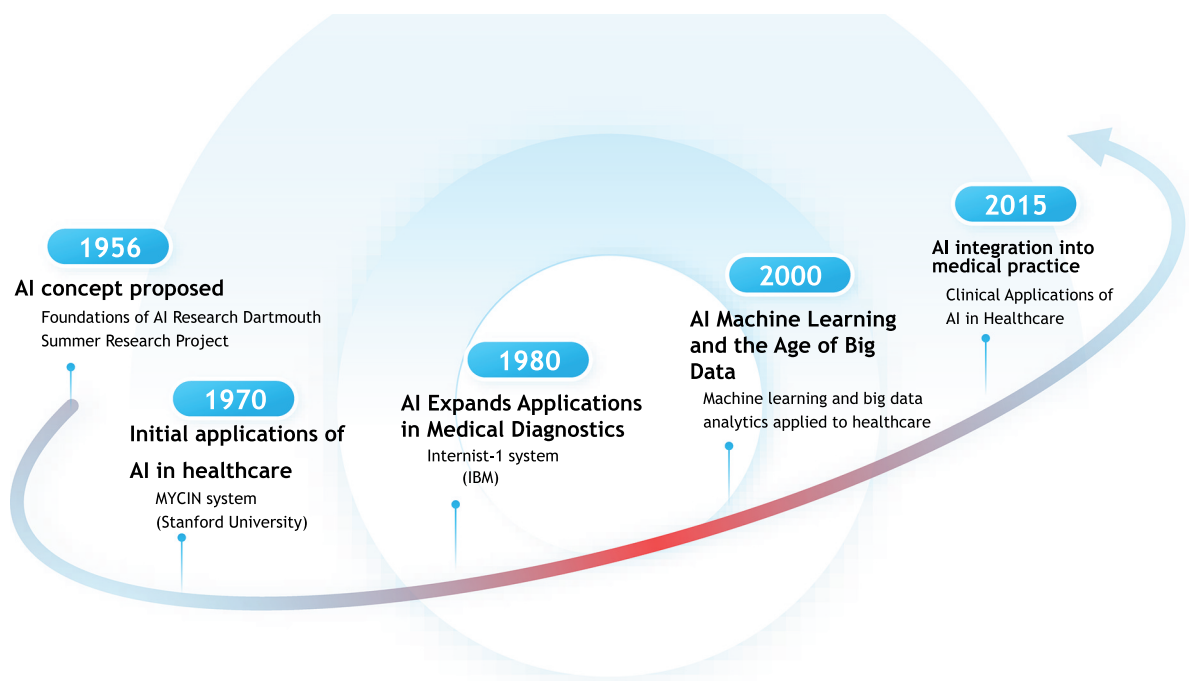 1956
AI concept proposed
Foundations of AI Research Dartmouth
Summer Research Project
1970
Initial applications of
AI in healthcare
MYCIN system
(Stanford University)
1980
AI Expands Applications
in Medical Diagnostics
Internist-1 system
(IBM)
2000
AI Machine Learning
and the Age of Big
Data
Machine learning and big data
analytics applied to healthcare
2015
AI integration into
medical practice
Clinical Applications of
AI in Healthcare